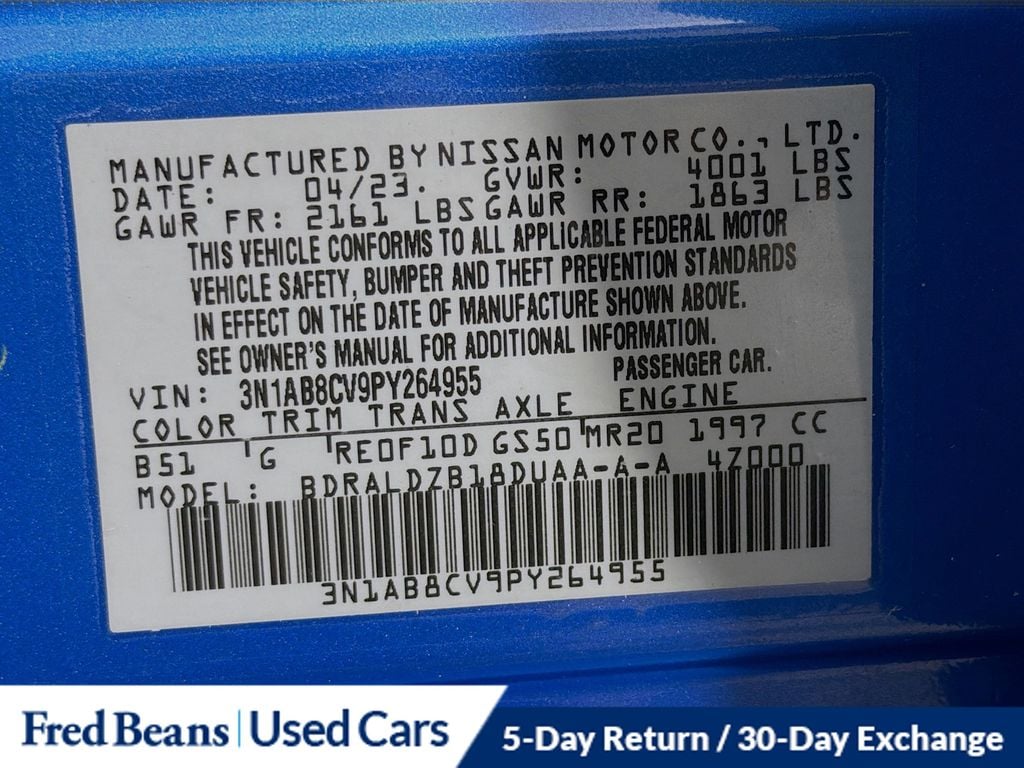 MANUFACTURED BY NISSAN MOTOR CO., LTD.
DATE: 04/23. GVWR: 4001 LBS
GAWR FR: 2161 LBS GAWR RR: 1863 LBS
THIS VEHICLE CONFORMS TO ALL APPLICABLE FEDERAL MOTOR
VEHICLE SAFETY, BUMPER AND THEFT PREVENTION STANDARDS
IN EFFECT ON THE DATE OF MANUFACTURE SHOWN ABOVE.
SEE OWNER'S MANUAL FOR ADDITIONAL INFORMATION.
VIN: 3N1AB8CV9PY264955 PASSENGER CAR.
COLOR TRIM TRANS AXLE ENGINE
B51 G RE0F10D GS50 MR20 1997 CC
MODEL: BDRALDZB18DUAA-A-A 4Z000
3N1AB8CV9PY264955
Fred Beans | Used Cars
5-Day Return / 30-Day Exchange